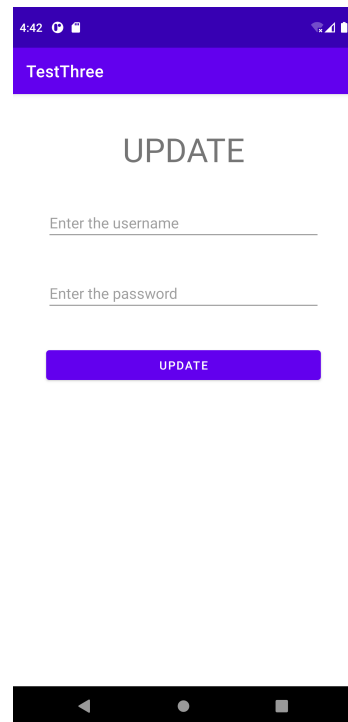 4:42
TestThree
UPDATE
Enter the username
Enter the password
UPDATE